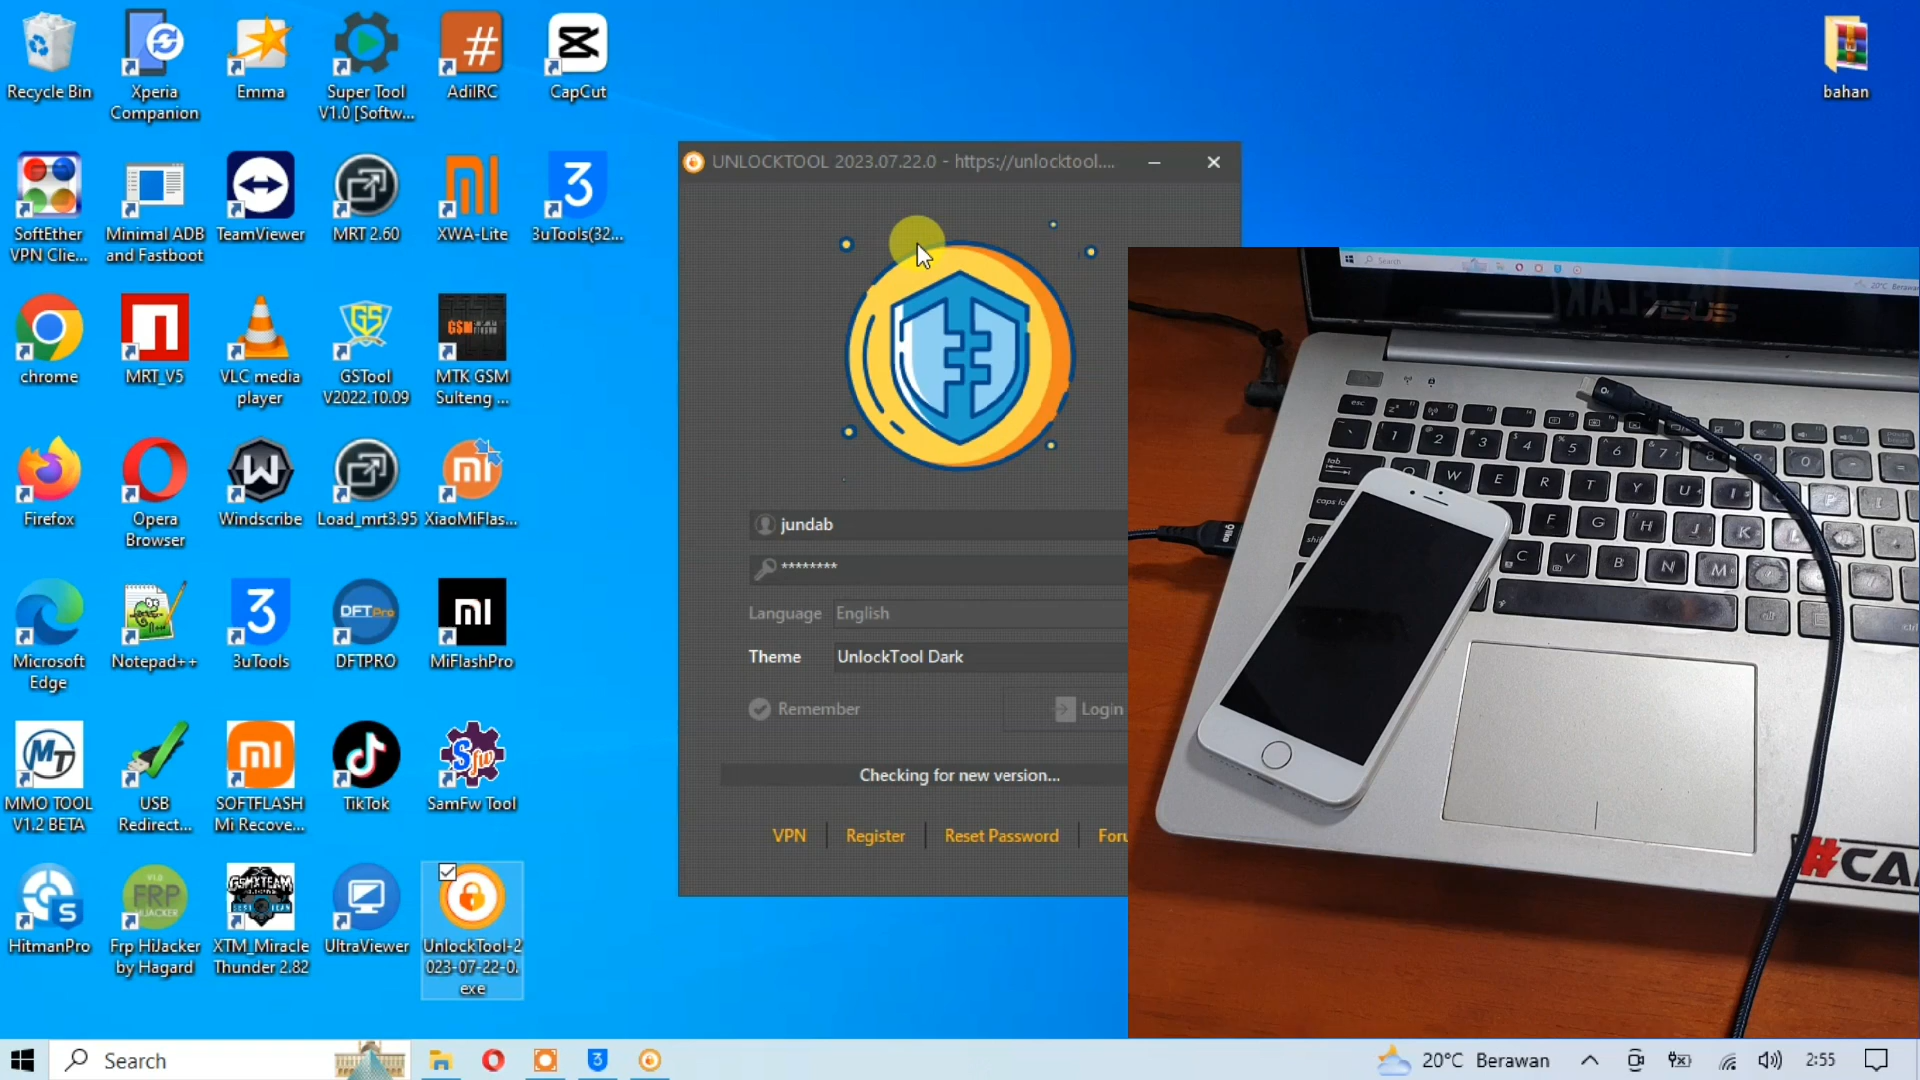 Recycle Bin
Xperia
Companion
Emma
Super Tool
V1.0 [Softw...
AdiIRC
CapCut
bahan
SoftEther
VPN Clie...
Minimal ADB
and Fastboot
TeamViewer
MRT 2.60
XWA-Lite
3uTools(32...
chrome
MRT_V5
VLC media
player
GSTool
V2022.10.09
MTK GSM
Sulteng ...
Firefox
Opera
Browser
Windscribe
Load_mrt3.95
XiaoMiFlas...
Microsoft
Edge
Notepad++
3uTools
DFTPRO
MiFlashPro
MMO TOOL
V1.2 BETA
USB
Redirect...
SOFTFLASH
Mi Recove...
TikTok
SamFw Tool
HitmanPro
Frp HiJacker
by Hagard
XTM_Miracle
Thunder 2.82
UltraViewer
UnlockTool-2
023-07-22-0.
exe
UNLOCKTOOL 2023.07.22.0 - https://unlocktool....
jundab
********
Language English
Theme UnlockTool Dark
Remember
Login
Checking for new version...
VPN
Register
Reset Password
ASUS
Search
20°C Berawan
2:55